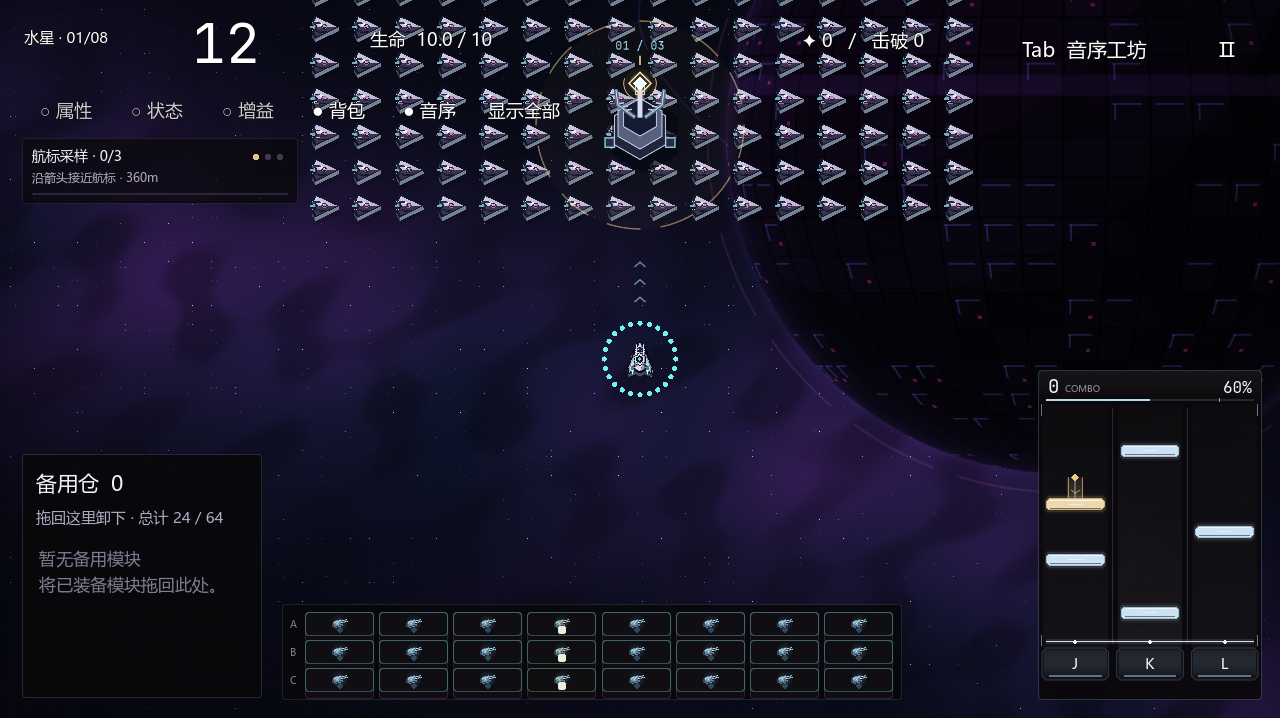 水星 · 01/08
12
生命 10.0 / 10
01 / 03
✦ 0 / 击破 0
Tab 音序工坊
II
○ 属性 ○ 状态 ○ 增益 ● 背包 ● 音序 显示全部
航标采样 · 0/3
沿箭头接近航标 · 360m
0 COMBO 60%
备用仓 0
拖回这里卸下 · 总计 24 / 64
暂无备用模块
将已装备模块拖回此处。
A
B
C
J K L